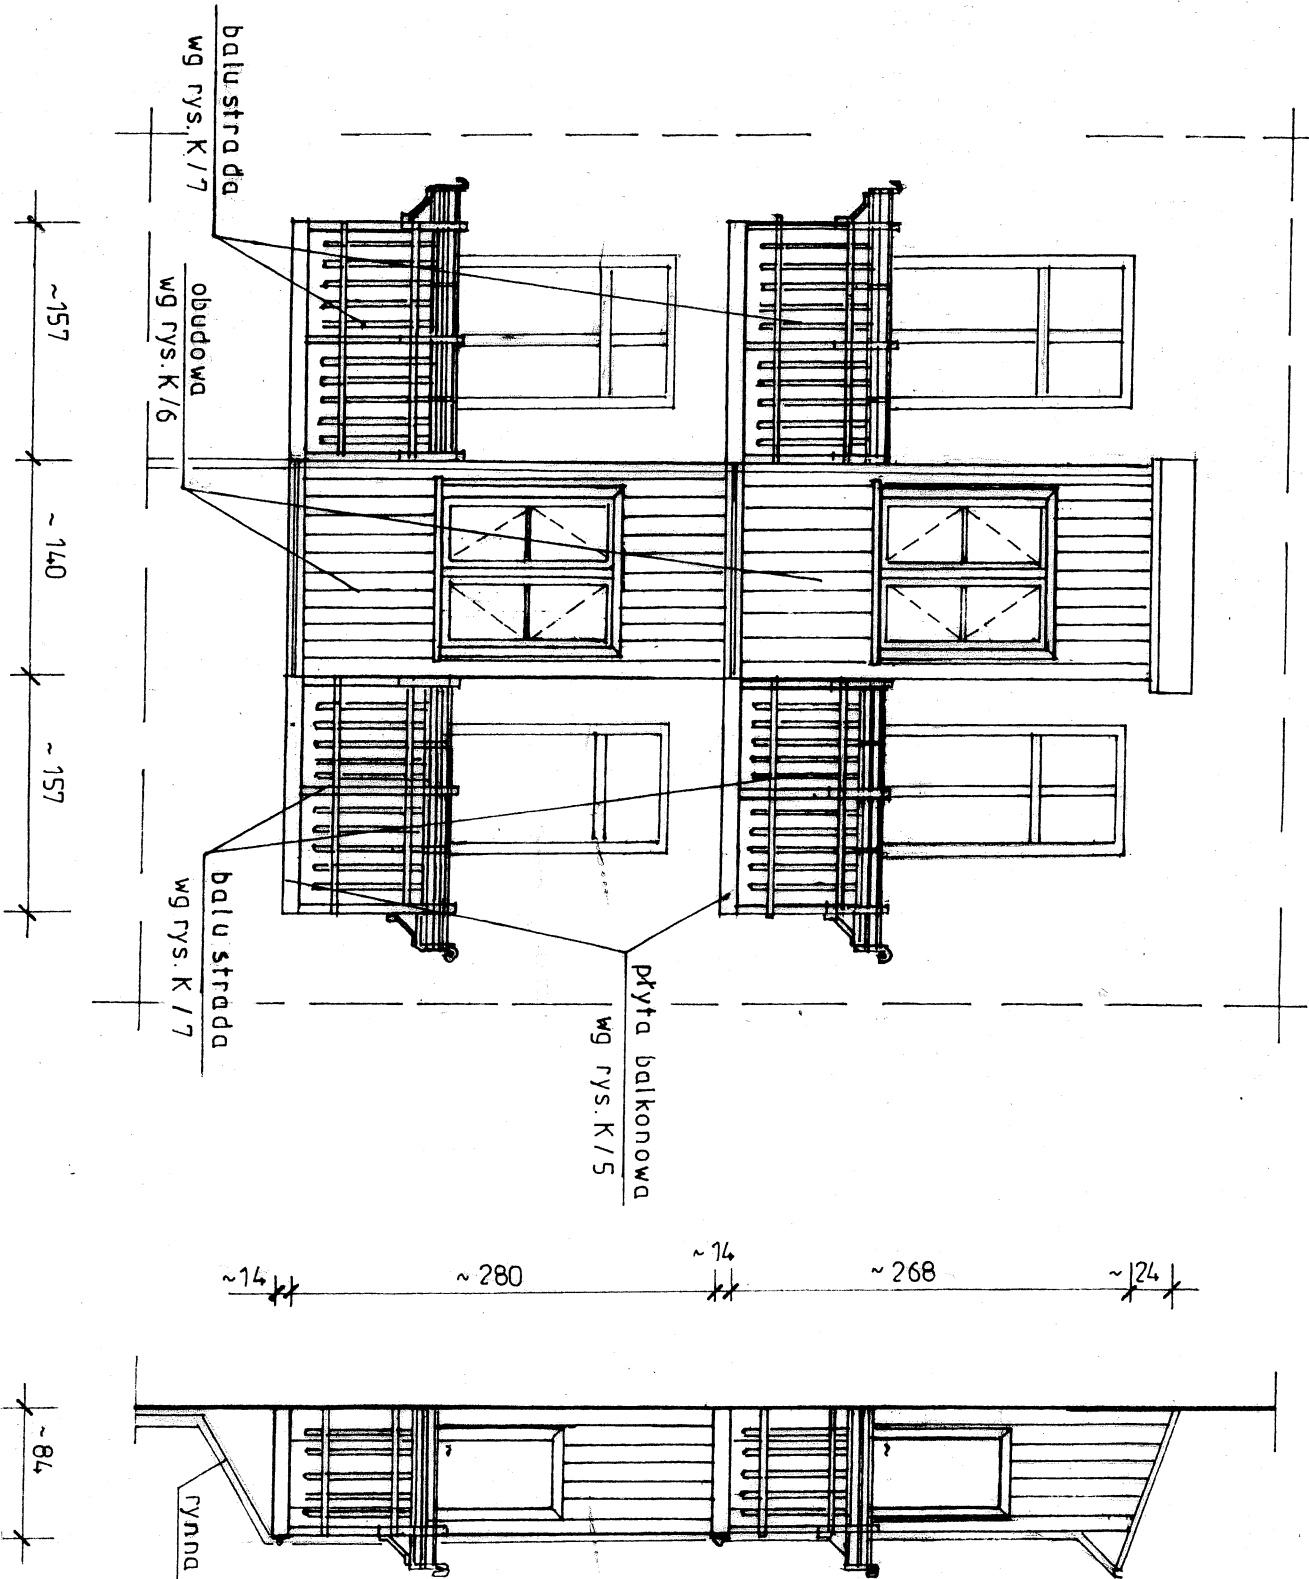 balustrada
wg rys. K/7
obudowa
wg rys. K/6
balustrada
wg rys. K/7
płyta balkonowa
wg rys. K/5
~157
~140
~157
~14
~280
~14
~268
~24
~84
rynna